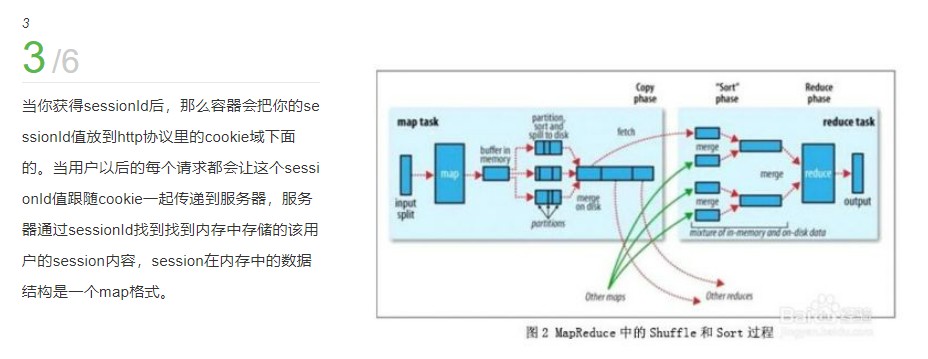 3
3 /6
当你获得sessionId后，那么容器会把你的se
ssionId值放到http协议里的cookie域下面
的。当用户以后的每个请求都会让这个sessi
onId值跟随cookie一起传递到服务器，服务
器通过sessionId找到找到内存中存储的该用
户的session内容，session在内存中的数据
结构是一个map格式。
Copy
phase
"Sort"
phase
Reduce
phase
map task
partition,
sort and
spill to disk
fetch
reduce task
buffer in
memory
map
input
split
partitions
merge
on disk
merge
merge
merge
reduce
output
mixture of in-memory and on-disk data
Other maps
Other reduces
Baidu经验
jingyan.baidu.com
图 2 MapReduce 中的 Shuffle 和 Sort 过程